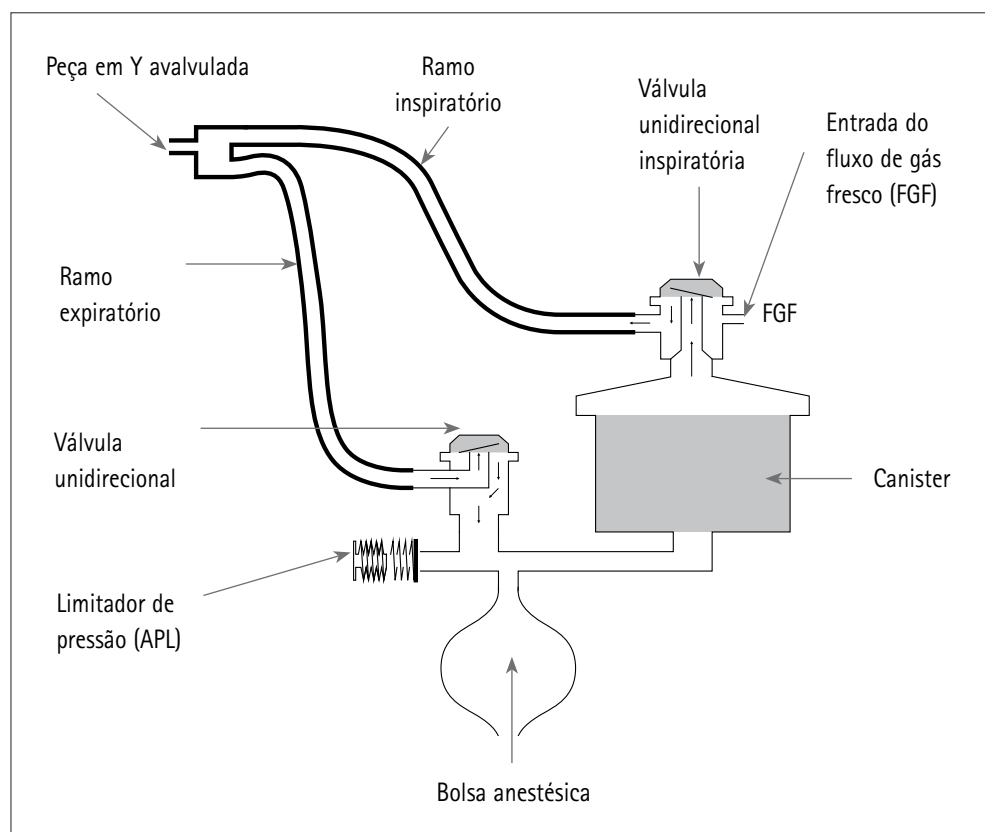 Peça em Y avalvulada
Ramo
inspiratório
Válvula
unidirecional
inspiratória
Entrada do
fluxo de gás
fresco (FGF)
Ramo
expiratório
FGF
Válvula
unidirecional
Canister
Limitador de
pressão (APL)
Bolsa anestésica